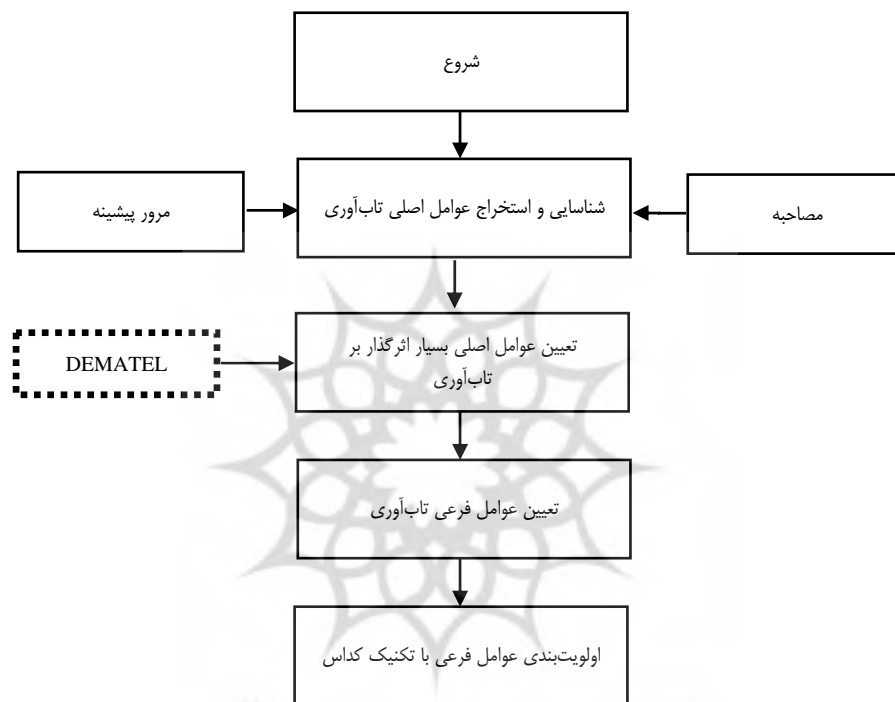 شروع
شناسایی و استخراج عوامل اصلی تاب‌آوری
مصاحبه
مرور پیشینه
تعیین عوامل اصلی بسیار اثرگذار بر
تاب‌آوری
DEMATEL
تعیین عوامل فرعی تاب‌آوری
اولویت‌بندی عوامل فرعی با تکنیک کداس